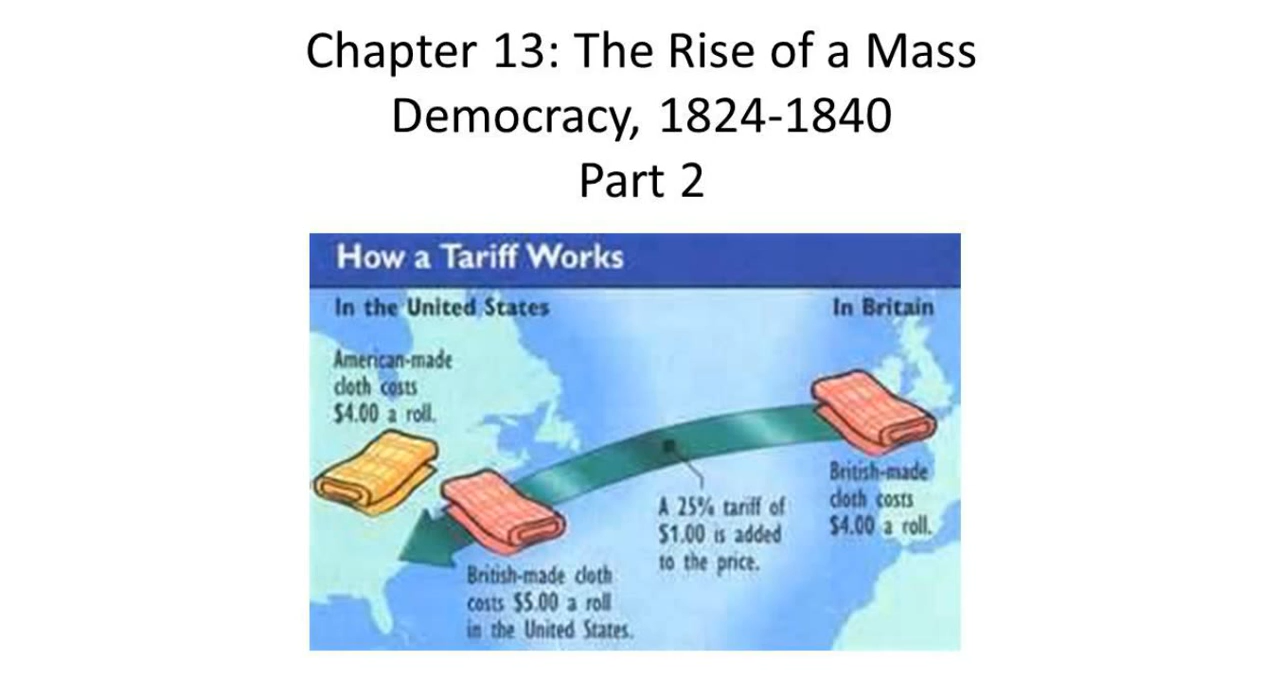 Chapter 13: The Rise of a Mass
Democracy, 1824-1840
Part 2
How a Tariff Works
In the United States
In Britain
American-made
cloth costs
$4.00 a roll.
A 25% tariff of
$1.00 is added
to the price.
British-made
cloth costs
$4.00 a roll.
British-made cloth
costs $5.00 a roll
in the United States.